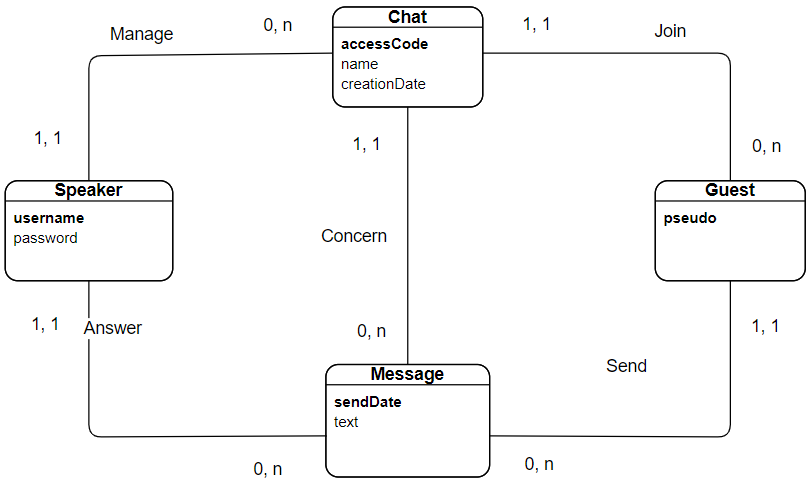 Chat
0, n
1, 1
Manage
Join
accessCode
name
creationDate
1, 1
1, 1
0, n
Speaker
Guest
username
password
pseudo
Concern
1, 1
Answer
0, n
1, 1
Message
Send
sendDate
text
0, n
0, n